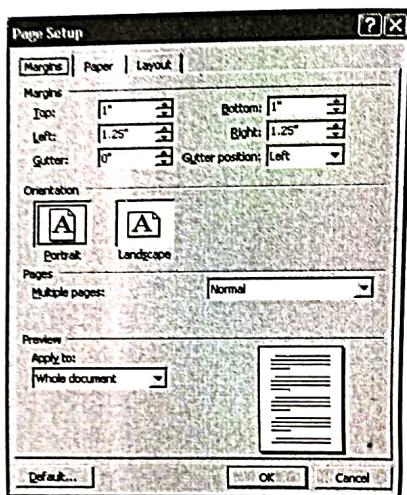 Page Setup
Margins Paper Layout
Margins
Top: 1" Bottom: 1"
Left: 1.25" Right: 1.25"
Gutter: 0" Gutter position: Left
Orientation
A A
Portrait Landscape
Pages
Multiple pages: Normal
Preview
Apply to:
Whole document
Default... OK Cancel